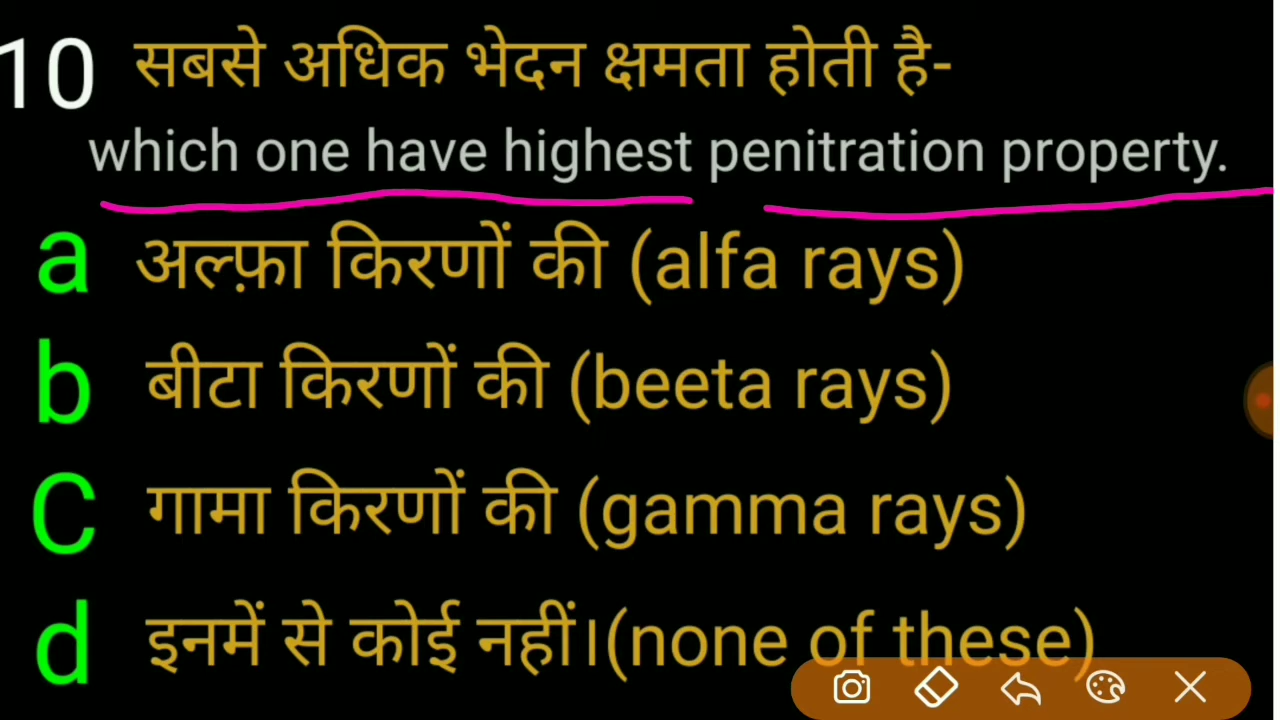 10 सबसे अधिक भेदन क्षमता होती है-
which one have highest penitration property.
a अल्फ़ा किरणों की (alfa rays)
b बीटा किरणों की (beeta rays)
C गामा किरणों की (gamma rays)
d इनमें से कोई नहीं।(none of these)